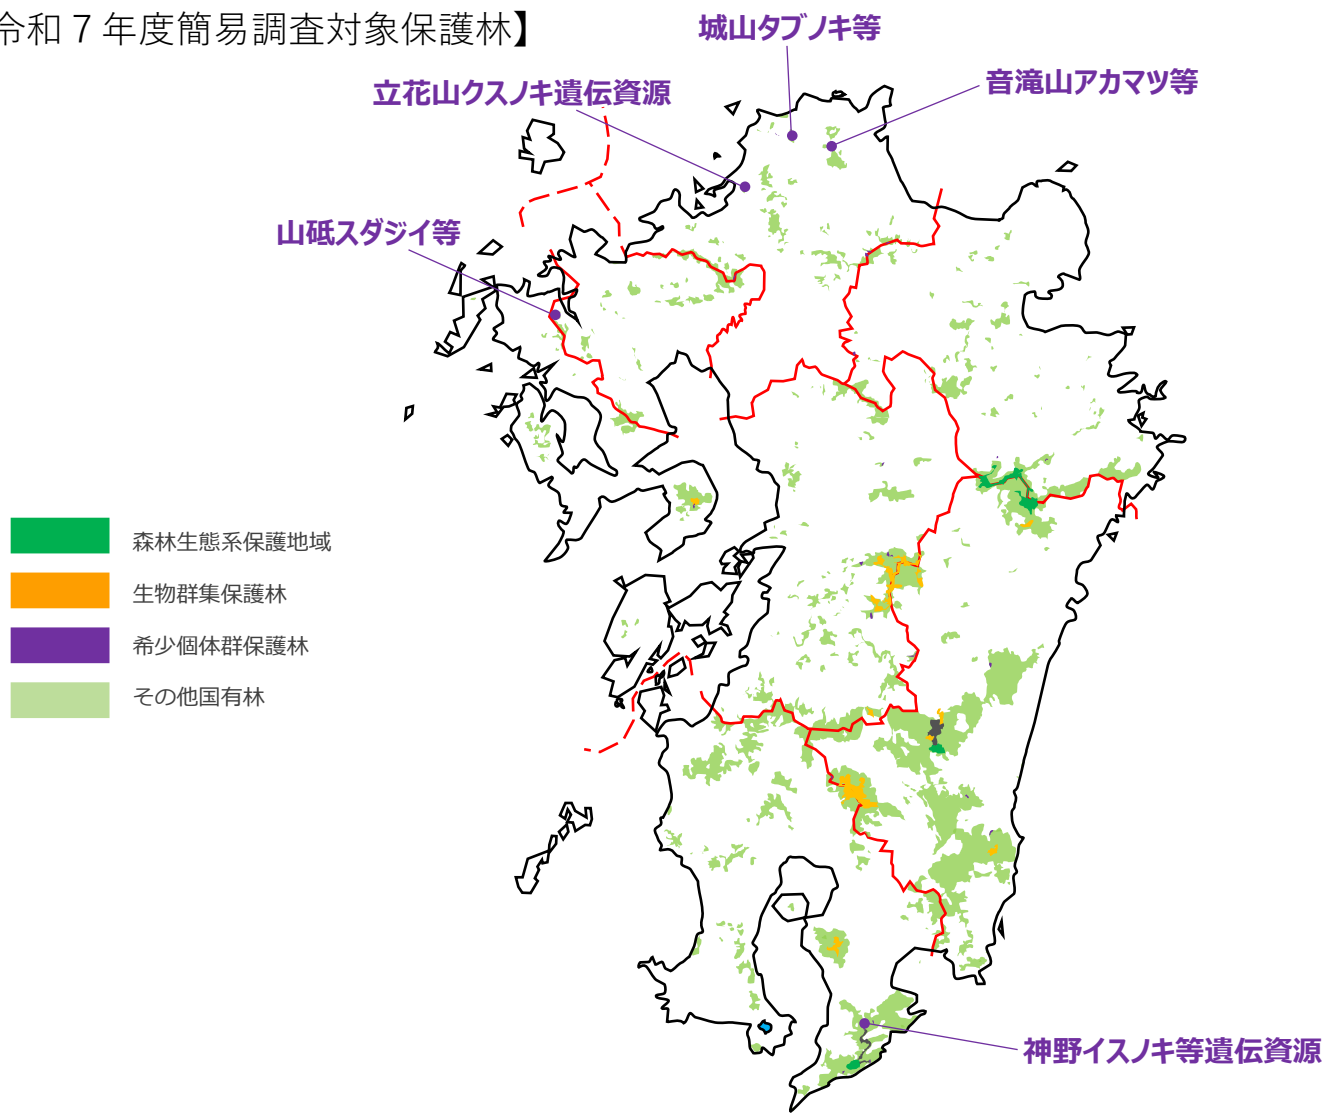 令和７年度簡易調査対象保護林】
城山タブノキ等
音滝山アカマツ等
立花山クスノキ遺伝資源
山砥スダジイ等
森林生態系保護地域
生物群集保護林
希少個体群保護林
その他国有林
神野イスノキ等遺伝資源